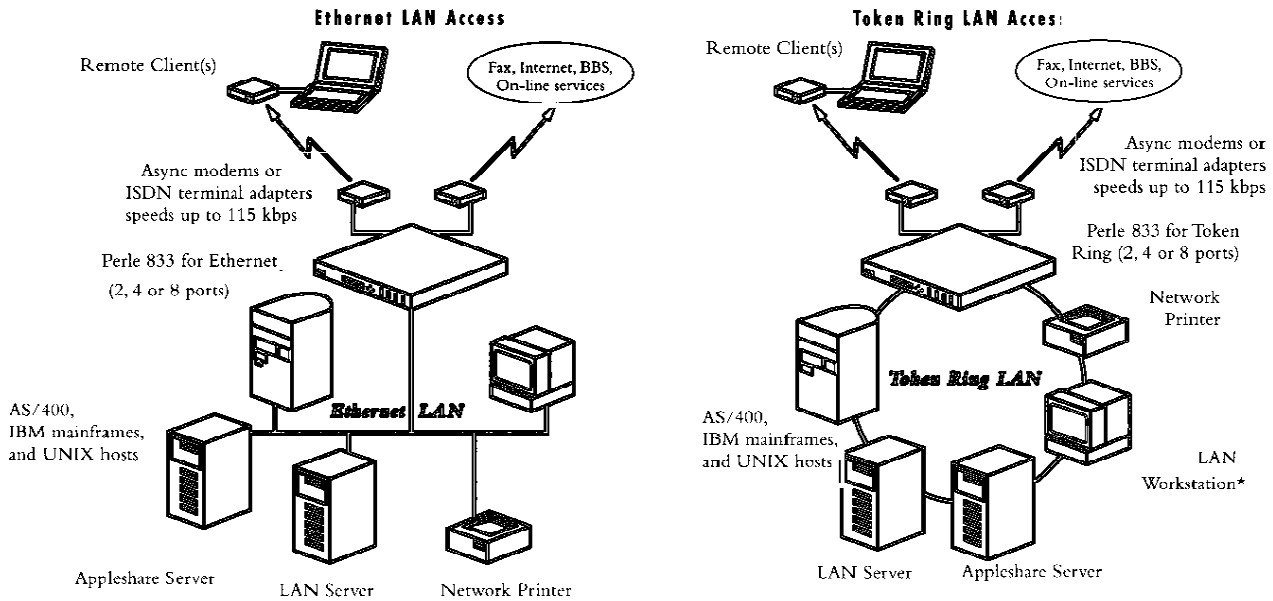 Ethernet LAN Access
Remote Client(s)
Fax, Internet, BBS,
On-line services
Async modems or
ISDN terminal adapters
speeds up to 115 kbps
Perle 833 for Ethernet
(2, 4 or 8 ports)
Ethernet LAN
AS/400,
IBM mainframes,
and UNIX hosts
Appleshare Server
LAN Server
Network Printer
Token Ring LAN Acces
Remote Client(s)
Fax, Internet, BBS,
On-line services
Async modems or
ISDN terminal adapters
speeds up to 115 kbps
Perle 833 for Token
Ring (2, 4 or 8 ports)
Network
Printer
Token Ring LAN
AS/400,
IBM mainframes,
and UNIX hosts
LAN
Workstation*
LAN Server
Appleshare Server